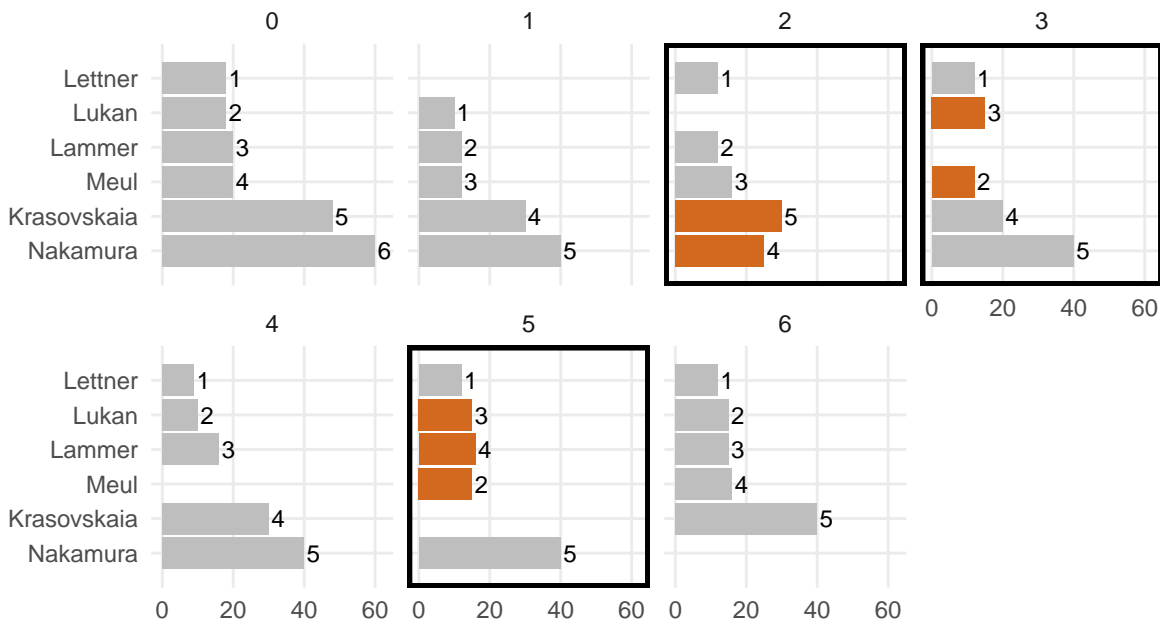 0 1 2 3
Lettner 1 1 1
Lukan 2 1 3
Lammer 3 2 2
Meul 4 3 3 2
Krasovskaia 5 4 5 4
Nakamura 6 5 4 5
0 20 40 60
4 5 6
Lettner 1 1 1
Lukan 2 3 2
Lammer 3 4 3
Meul 2 4
Krasovskaia 4 5
Nakamura 5 5
0 20 40 60 0 20 40 60 0 20 40 60